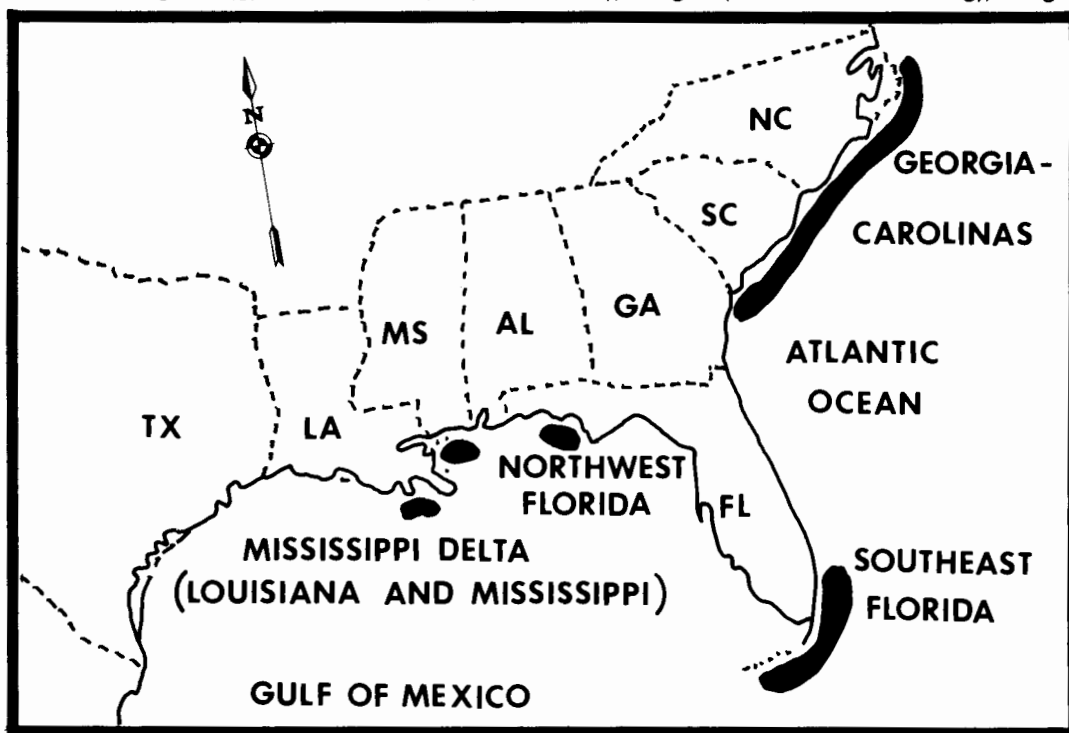 N
NC
GEORGIA-
CAROLINAS
SC
MS
AL
GA
ATLANTIC
OCEAN
TX
LA
NORTHWEST
FLORIDA
FL
MISSISSIPPI DELTA
(LOUISIANA AND MISSISSIPPI)
SOUTHEAST
FLORIDA
GULF OF MEXICO